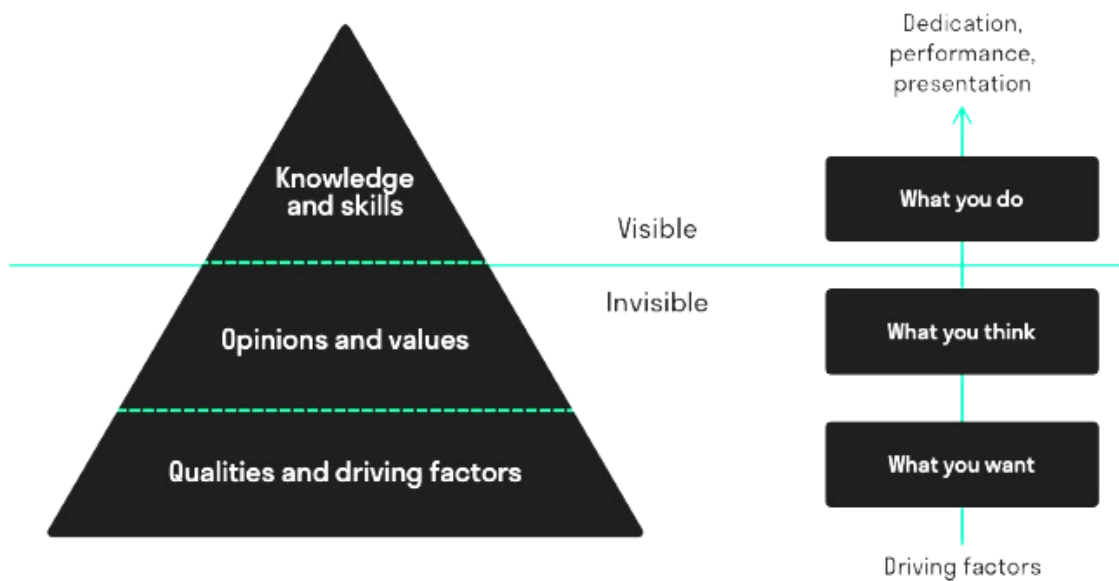 Knowledge
and skills
Opinions and values
Qualities and driving factors
Visible
Invisible
Dedication,
performance,
presentation
What you do
What you think
What you want
Driving factors